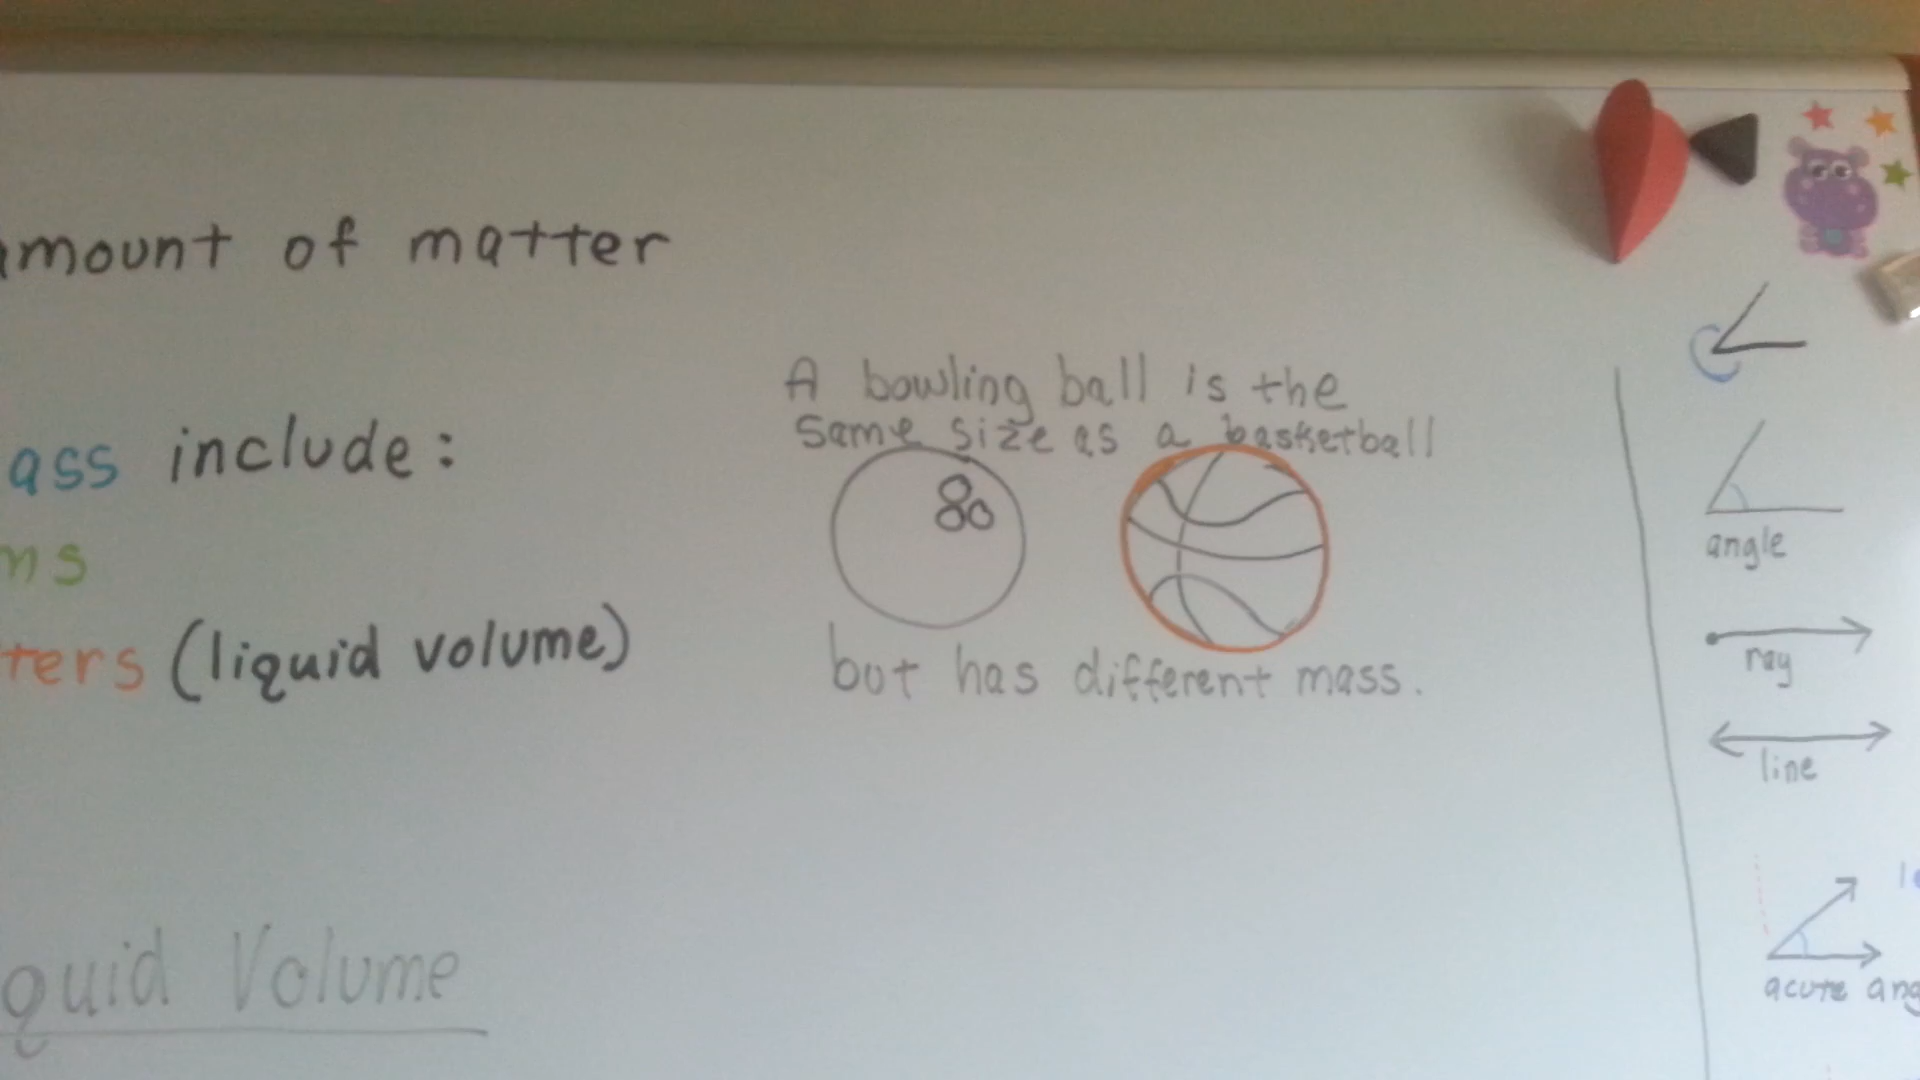 amount of matter
A bowling ball is the
same size as a basketball
but has different mass.
ass include:
ms
ters (liquid volume)
quid Volume
angle
ray
line
acute ang